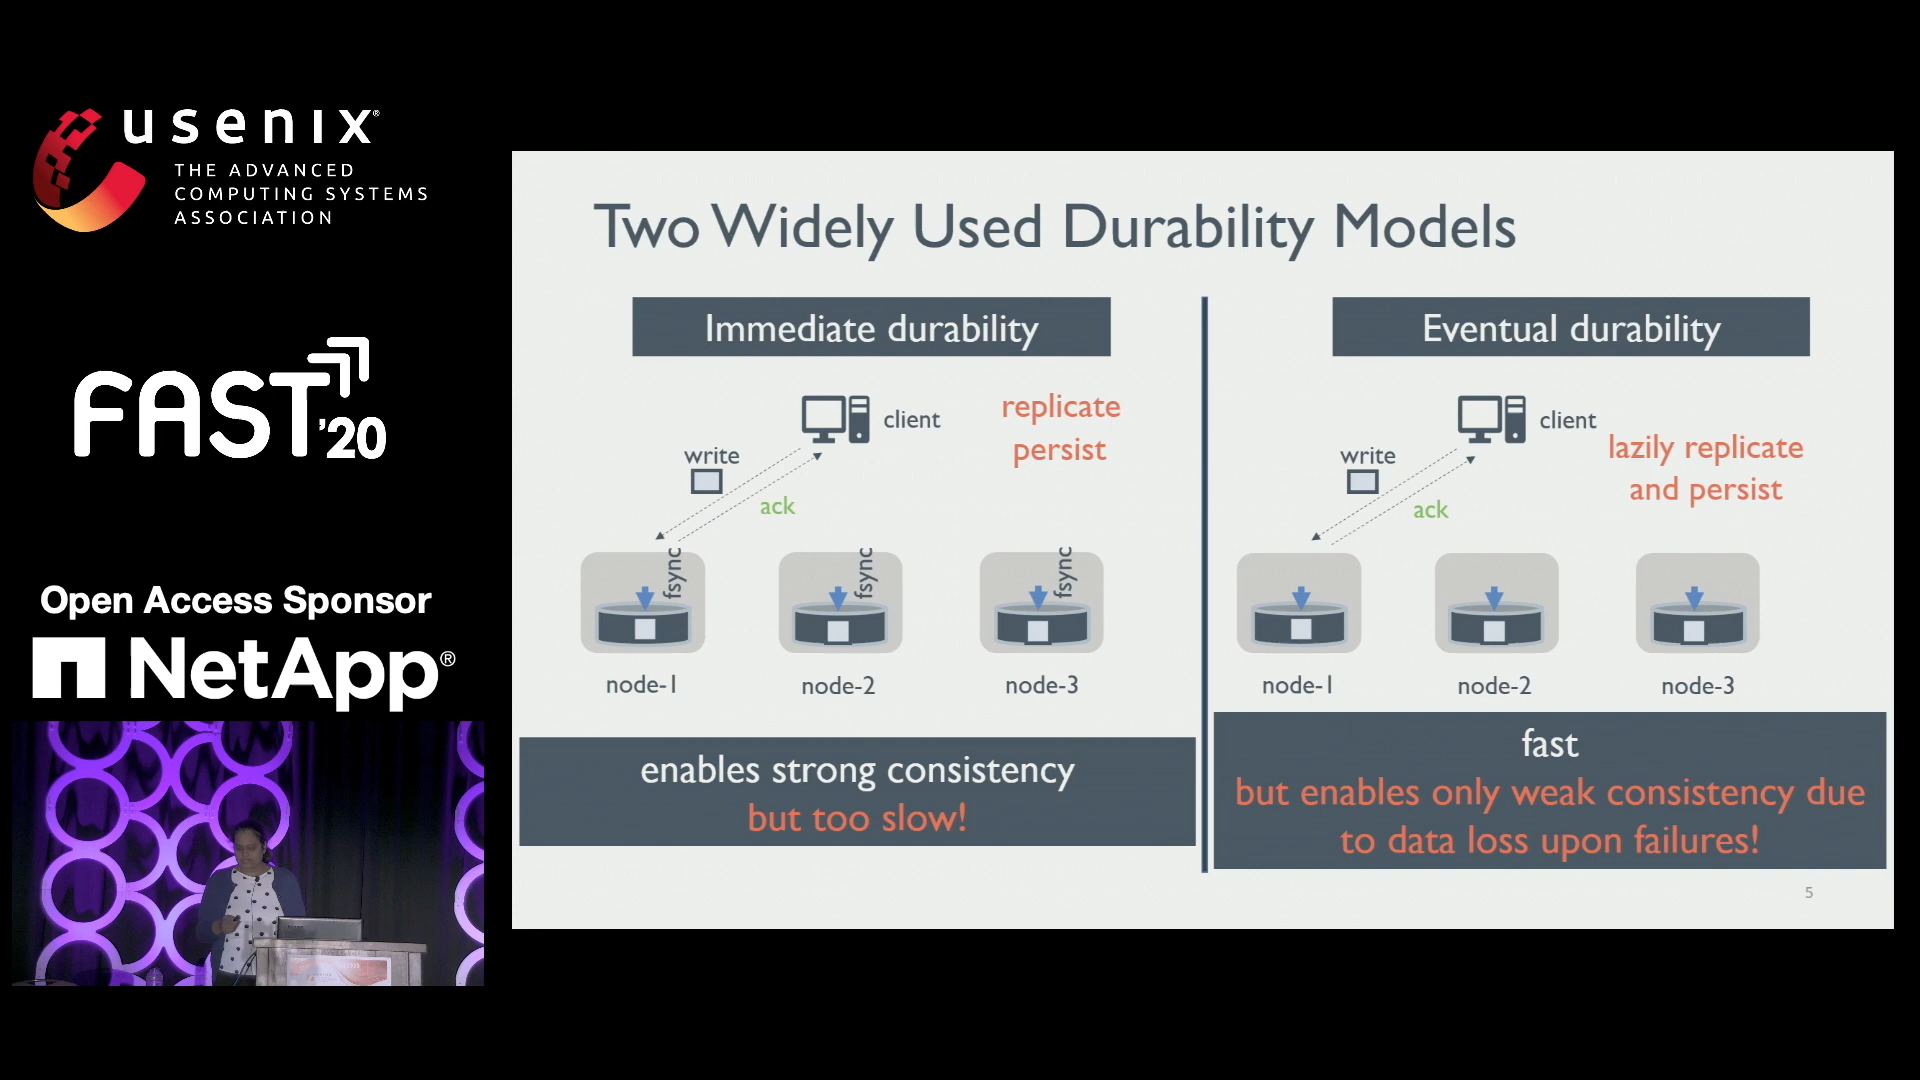 usenix®
THE ADVANCED
COMPUTING SYSTEMS
ASSOCIATION
FAST '20
Open Access Sponsor
NetApp®
Two Widely Used Durability Models
Immediate durability
client
replicate
persist
write
ack
fsync
fsync
fsync
node-1
node-2
node-3
enables strong consistency
but too slow!
Eventual durability
client
lazily replicate
and persist
write
ack
node-1
node-2
node-3
fast
but enables only weak consistency due
to data loss upon failures!
5